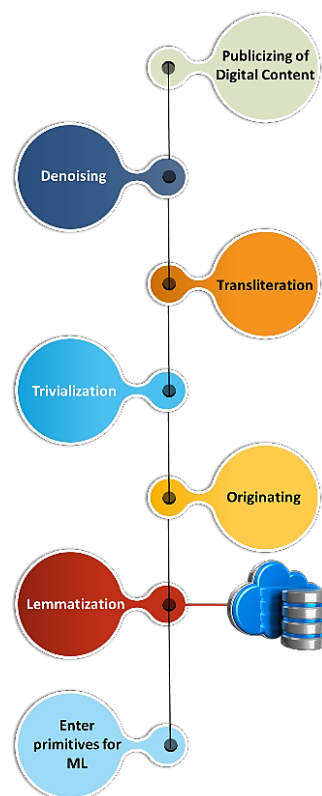 Publicizing of
Digital Content
Denoising
Transliteration
Trivialization
Originating
Lemmatization
Enter
primitives for
ML